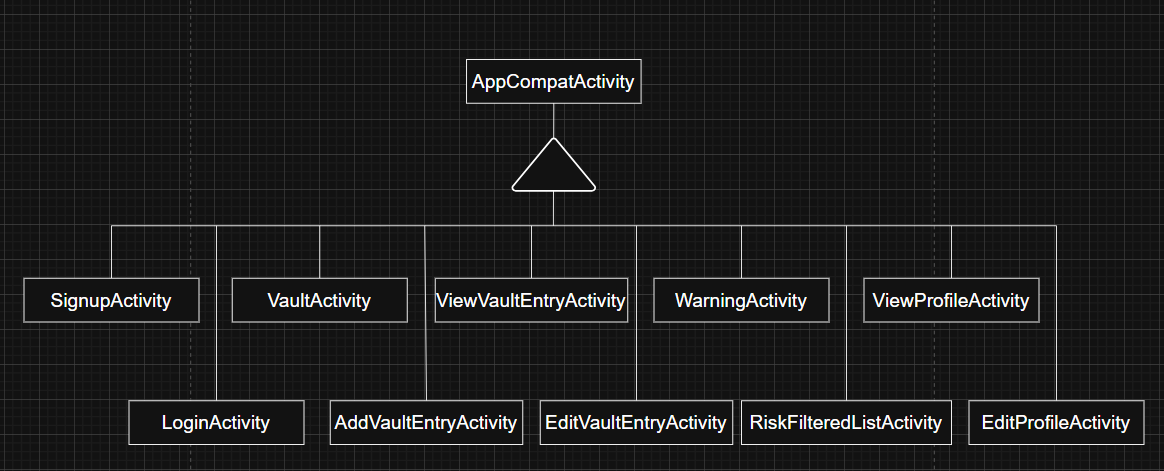 AppCompatActivity
SignupActivity
VaultActivity
ViewVaultEntryActivity
WarningActivity
ViewProfileActivity
LoginActivity
AddVaultEntryActivity
EditVaultEntryActivity
RiskFilteredListActivity
EditProfileActivity